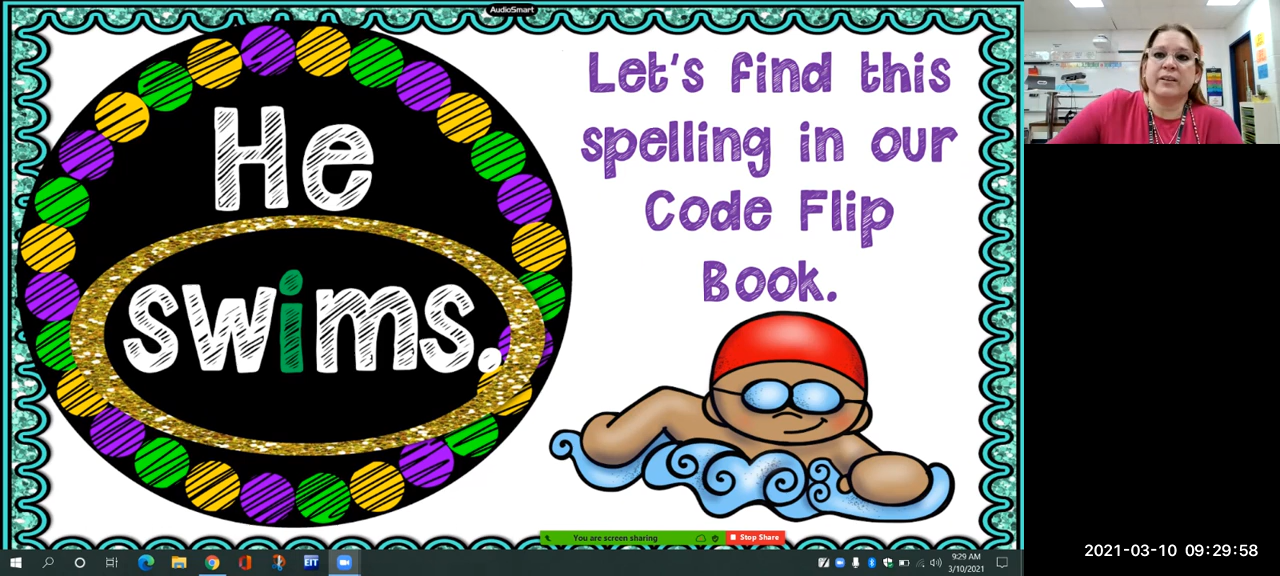 AudioSmart
He
swims.
Let's find this
spelling in our
Code Flip
Book.
You are screen sharing
Stop Share
EIT
9:29 AM
3/10/2021
2021-03-10 09:29:58